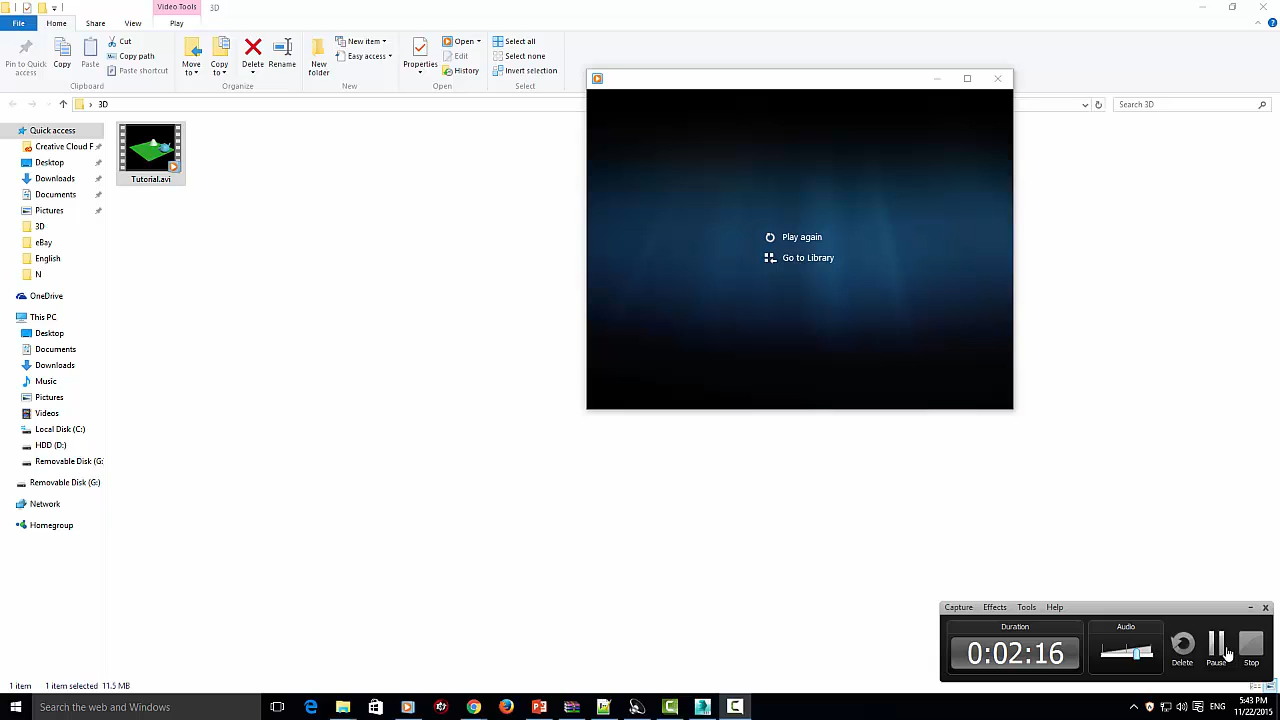 Video Tools
3D
File
Home
Share
View
Play
Pin to Quick access
Copy
Paste
Cut
Copy path
Paste shortcut
Clipboard
Move to
Copy to
Delete
Rename
Organize
New folder
New item
Easy access
New
Properties
Open
Edit
History
Open
Select all
Select none
Invert selection
Select
3D
Search 3D
Quick access
Creative Cloud F
Desktop
Downloads
Documents
Pictures
3D
eBay
English
N
OneDrive
This PC
Desktop
Documents
Downloads
Music
Pictures
Videos
Local Disk (C:)
HDD (D:)
Removable Disk (G:
Removable Disk (G:)
Network
Homegroup
Tutorial.avi
Play again
Go to Library
Capture
Effects
Tools
Help
Duration
0:02:16
Audio
Delete
Pause
Stop
1 item
1 item selected
11.5 MB
Search the web and Windows
ENG
5:43 PM
11/22/2015